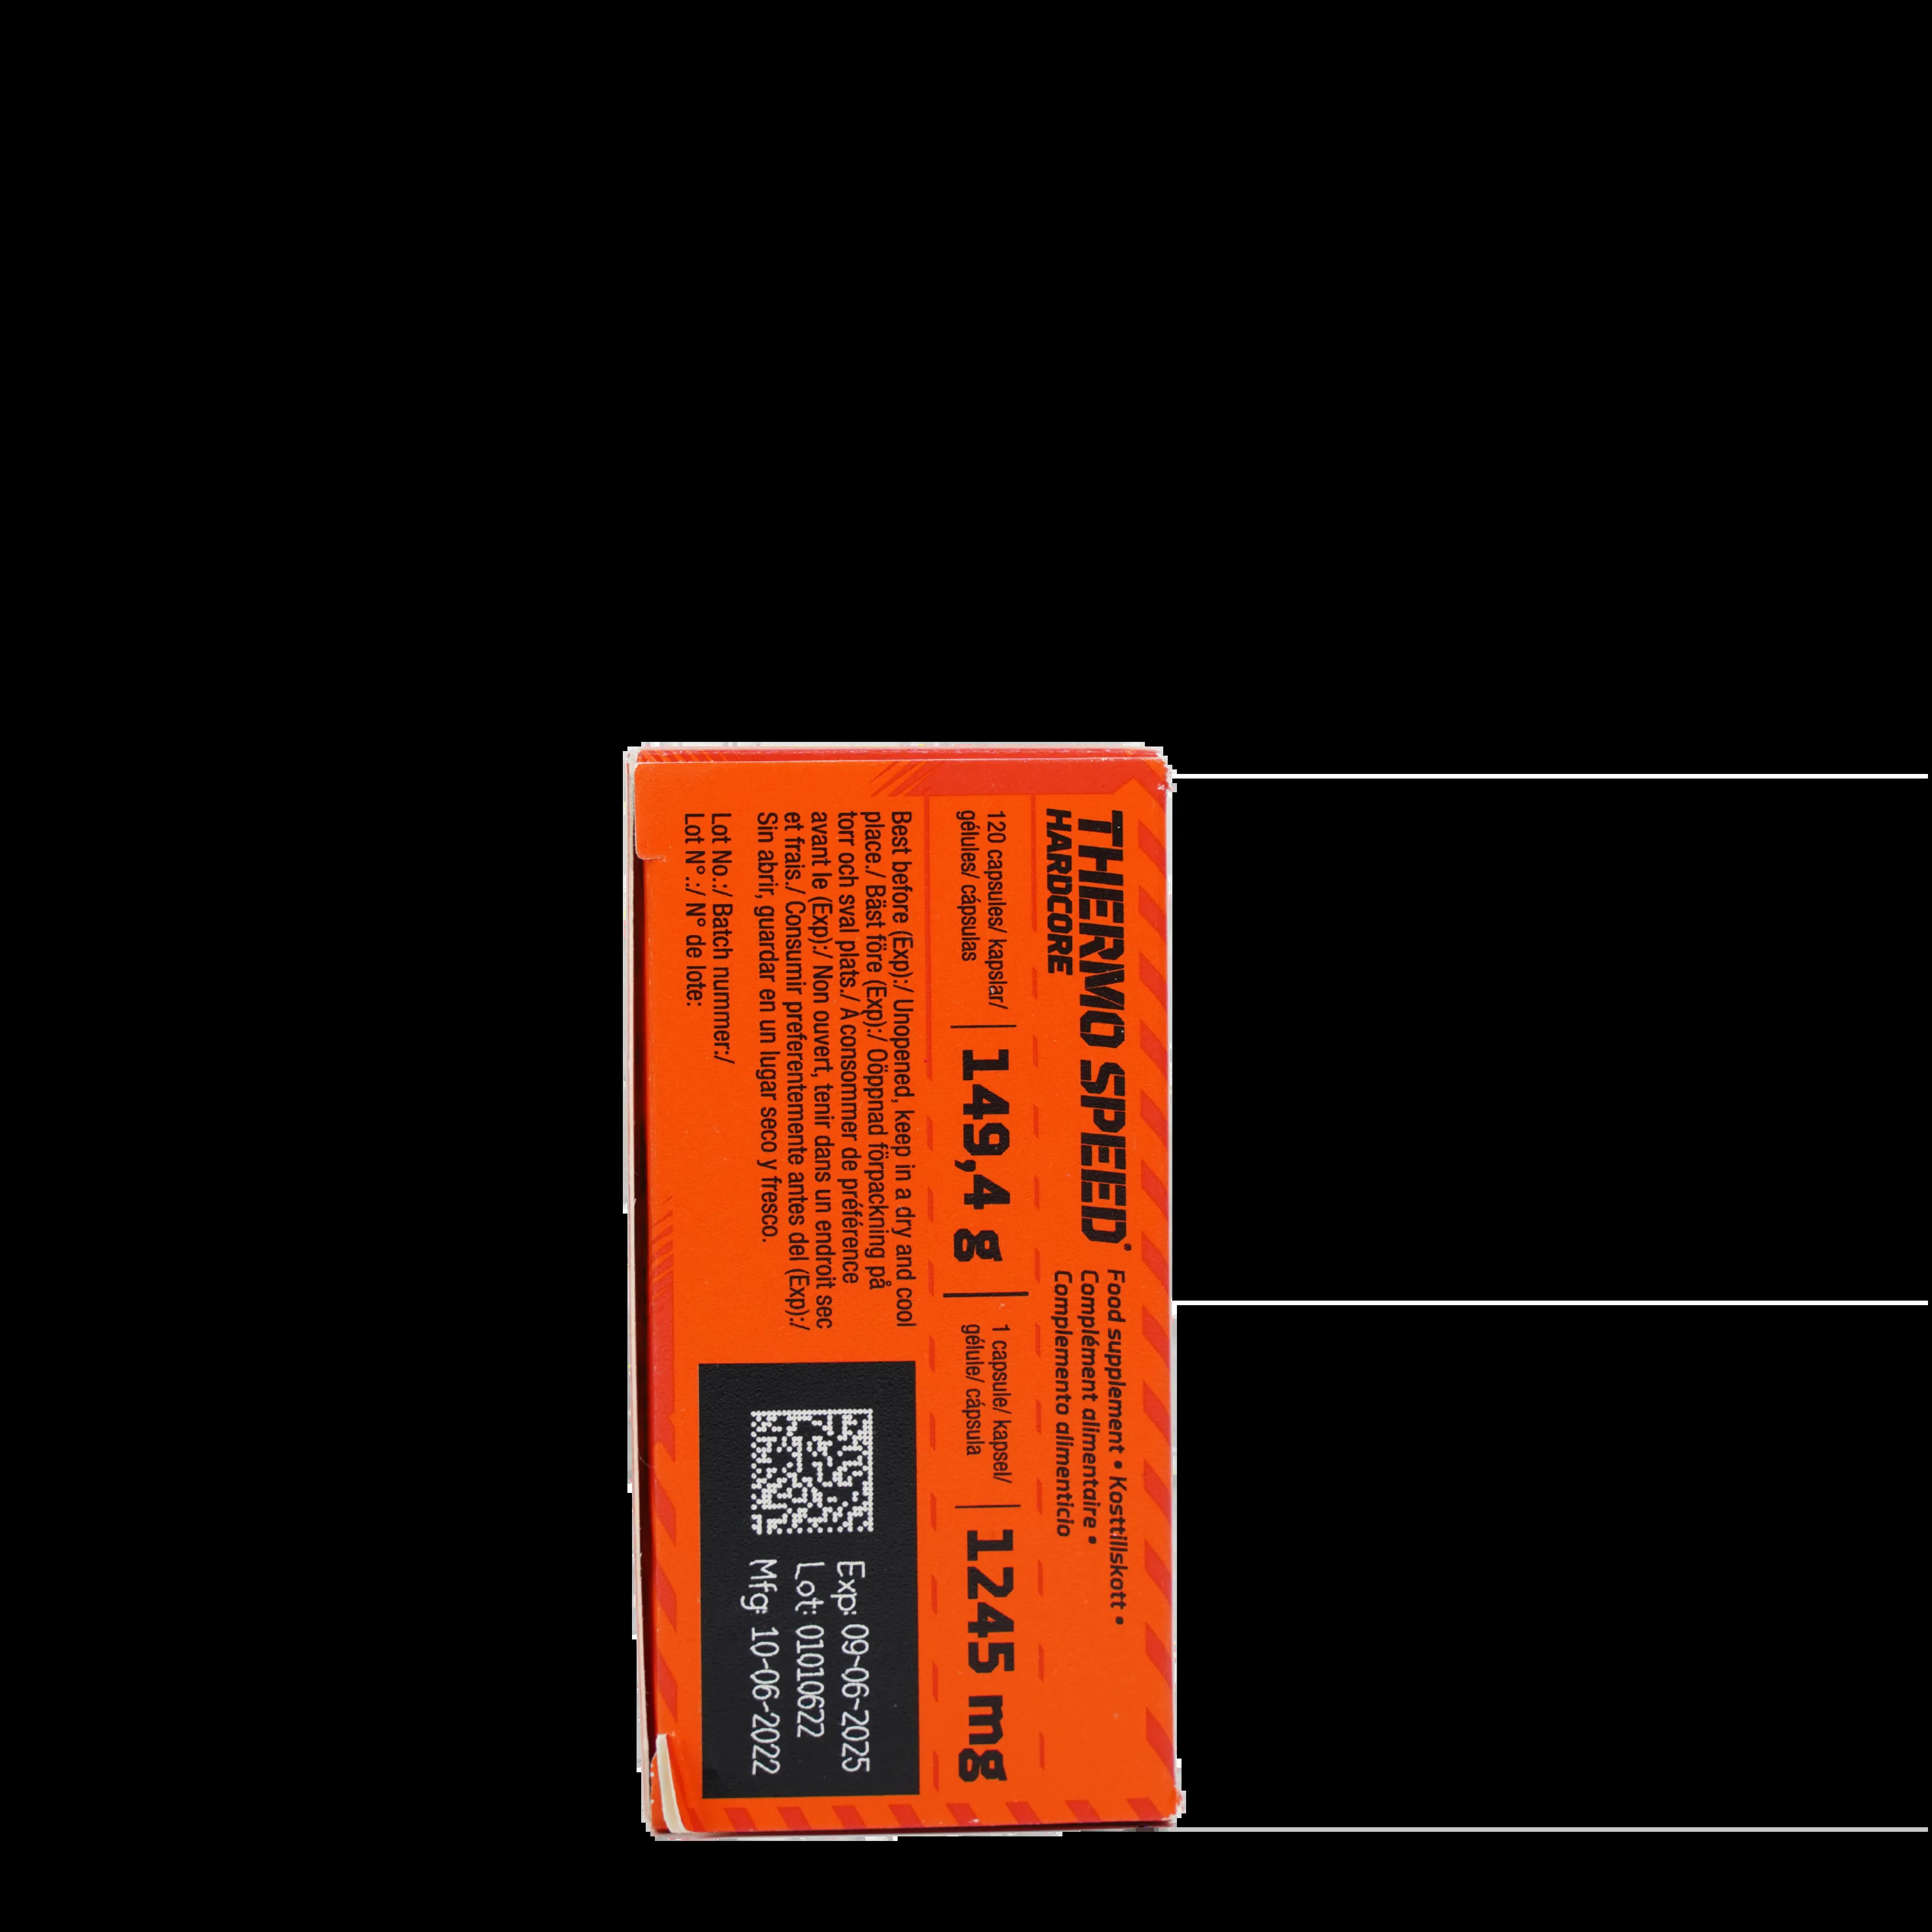 THERMO SPEED
HARDCORE
Food supplement • Kosttillskott •
Complément alimentaire •
Complemento alimenticio
120 capsules/ kapslar/
gélules/ cápsulas
149,4 g
1 capsule/ kapsel/
gélule/ cápsula
1245 mg
Best before (Exp):/ Unopened, keep in a dry and cool
place./ Bäst före (Exp):/ Oöppnad förpackning på
torr och sval plats./ À consommer de préférence
avant le (Exp):/ Non ouvert, tenir dans un endroit sec
et frais./ Consumir preferentemente antes del (Exp):/
Sin abrir, guardar en un lugar seco y fresco.
Lot No.:/ Batch nummer:/
Lot N° .:/ N° de lote:
Exp: 09-06-2025
Lot: 01010622
Mfg: 10-06-2022